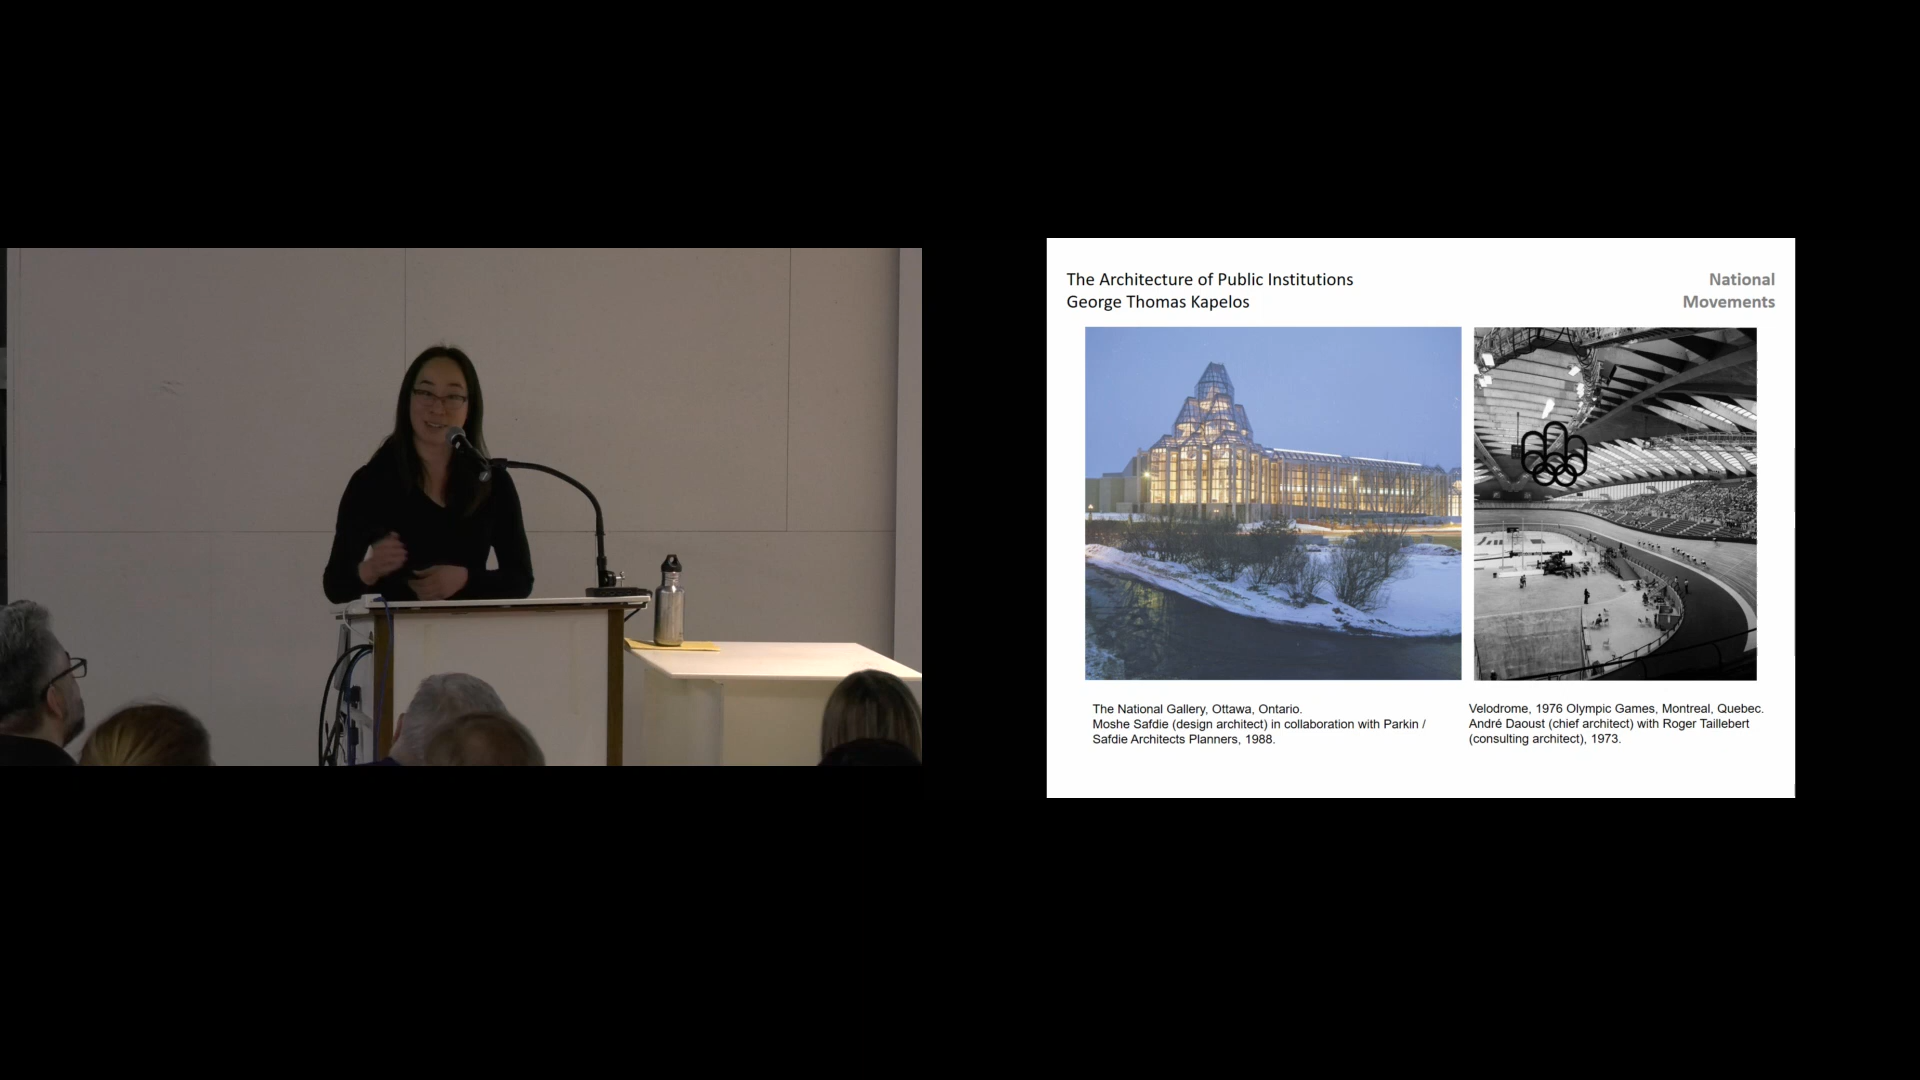 The Architecture of Public Institutions
George Thomas Kapelos
National
Movements
The National Gallery, Ottawa, Ontario.
Moshe Safdie (design architect) in collaboration with Parkin /
Safdie Architects Planners, 1988.
Velodrome, 1976 Olympic Games, Montreal, Quebec.
André Daoust (chief architect) with Roger Taillebert
(consulting architect), 1973.